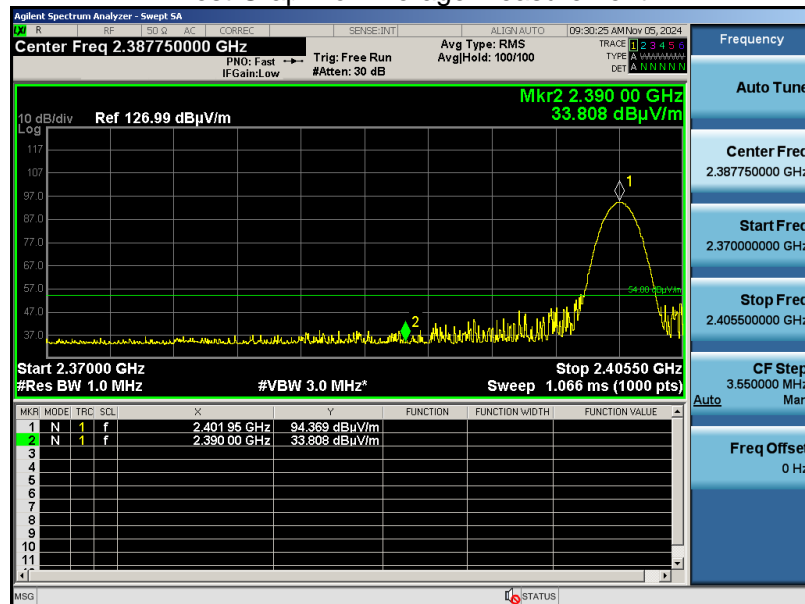 Agilent Spectrum Analyzer - Swept SA
LXI R RF 50 Ω AC CORREC SENSE:INT ALIGN AUTO 09:30:25 AM Nov 05, 2024
Center Freq 2.387750000 GHz
PNO: Fast
IFGain:Low
Trig: Free Run
#Atten: 30 dB
Avg Type: RMS
Avg|Hold: 100/100
TRACE 1 2 3 4 5 6
TYPE A
DET A N N N N N
Mkr2 2.390 00 GHz
33.808 dBµV/m
10 dB/div Ref 126.99 dBµV/m
Log
117
107
97.0
87.0
77.0
67.0
57.0
47.0
37.0
1
2
54.00 dBµV/m
Start 2.37000 GHz Stop 2.40550 GHz
#Res BW 1.0 MHz #VBW 3.0 MHz* Sweep 1.066 ms (1000 pts)
MKR MODE TRC SCL X Y FUNCTION FUNCTION WIDTH FUNCTION VALUE
1 N 1 f 2.401 95 GHz 94.369 dBµV/m
2 N 1 f 2.390 00 GHz 33.808 dBµV/m
3
4
5
6
7
8
9
10
11
MSG STATUS
Frequency
Auto Tune
Center Freq
2.387750000 GHz
Start Freq
2.370000000 GHz
Stop Freq
2.405500000 GHz
CF Step
3.550000 MHz
Auto Man
Freq Offset
0 Hz